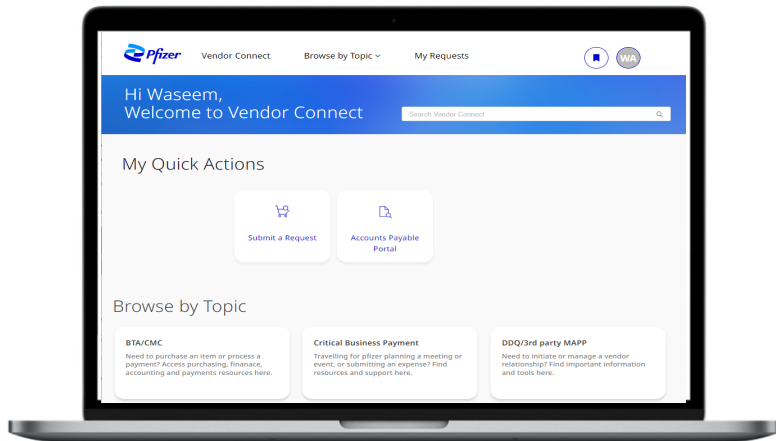 Pfizer Vendor Connect Browse by Topic My Requests WA
Hi Waseem,
Welcome to Vendor Connect
Search Vendor Connect
My Quick Actions
Submit a Request
Accounts Payable
Portal
Browse by Topic
BTA/CMC
Need to purchase an item or process a
payment? Access purchasing, finanace,
accounting and payments resources here.
Critical Business Payment
Travelling for pfizer planning a meeting or
event, or submitting an expense? Find
resources and support here.
DDQ/3rd party MAPP
Need to initiate or manage a vendor
relationship? Find important information
and tools here.